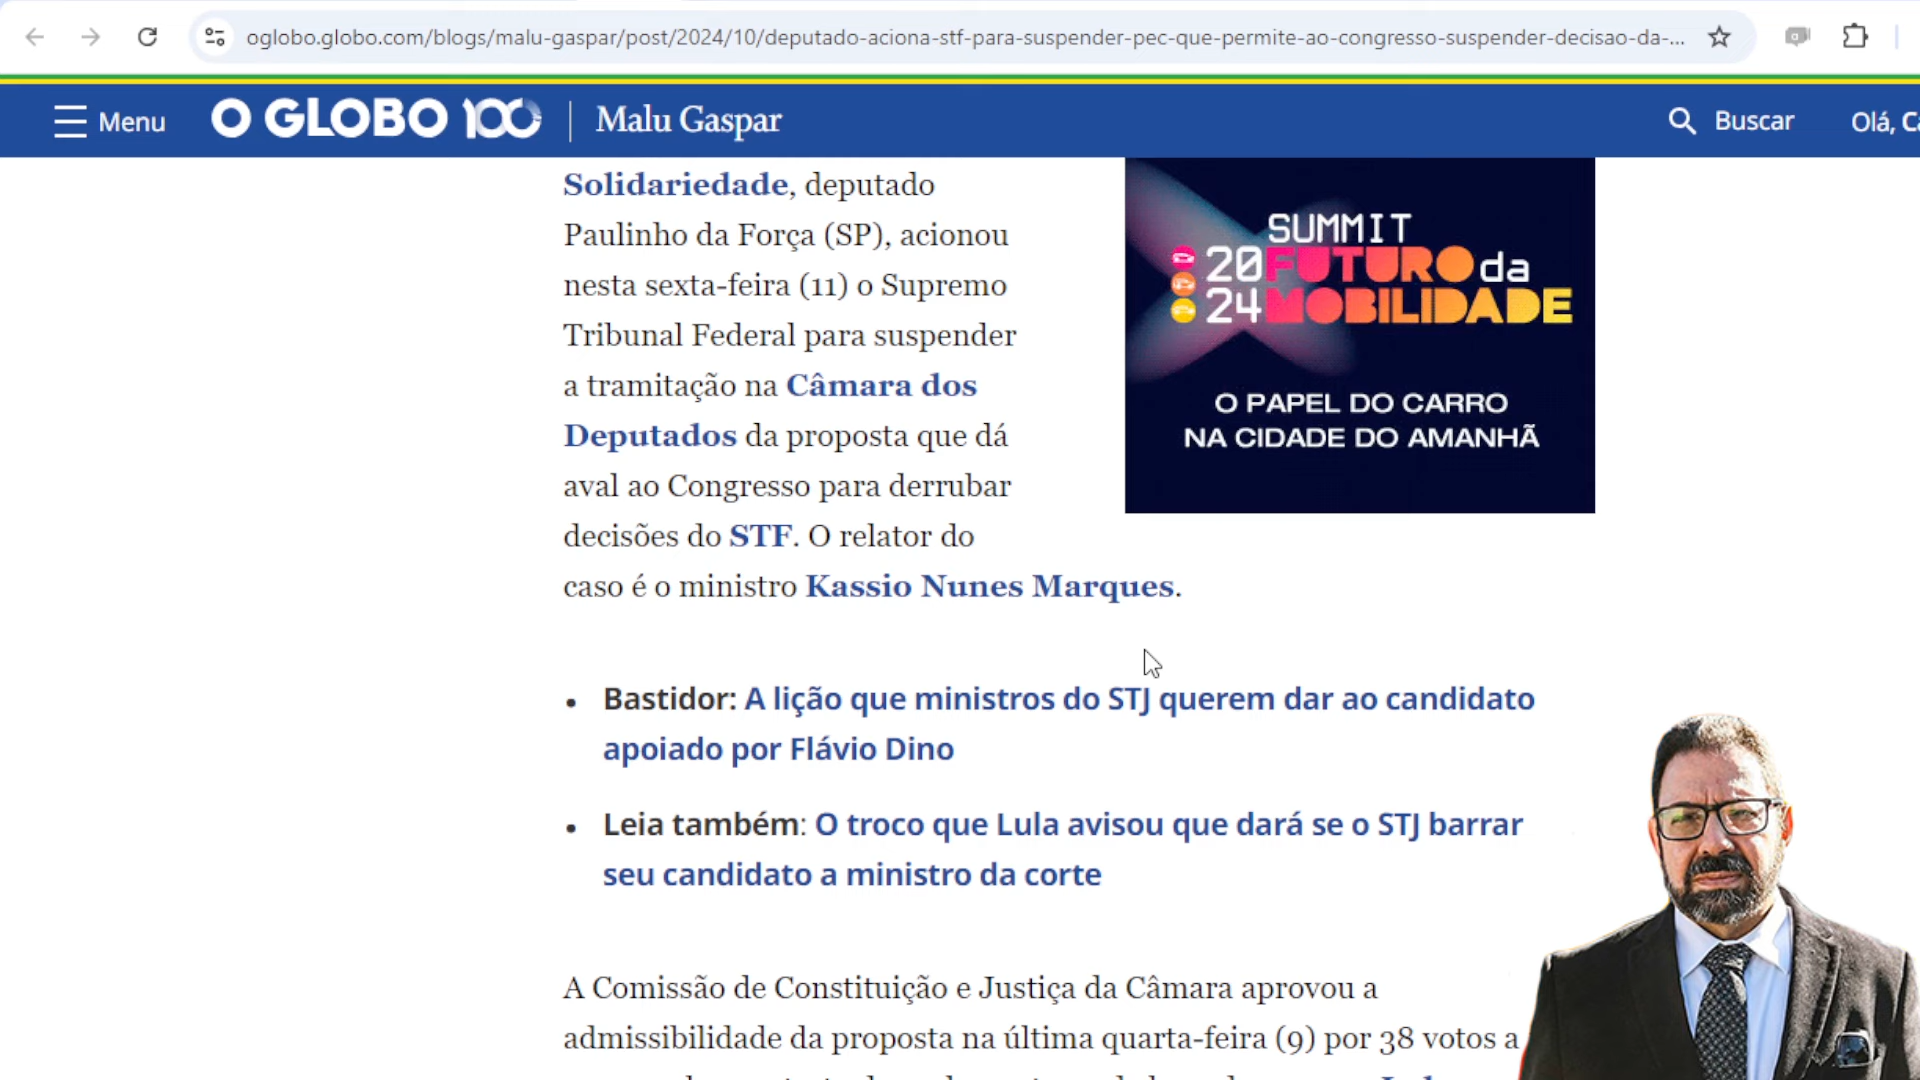 oglobo.globo.com/blogs/malu-gaspar/post/2024/10/deputado-aciona-stf-para-suspender-pec-que-permite-ao-congresso-suspender-decisao-da-...
Menu
O GLOBO 100
Malu Gaspar
Buscar
Olá, Ca
Solidariedade, deputado
Paulinho da Força (SP), acionou
nesta sexta-feira (11) o Supremo
Tribunal Federal para suspender
a tramitação na Câmara dos
Deputados da proposta que dá
aval ao Congresso para derrubar
decisões do STF. O relator do
caso é o ministro Kassio Nunes Marques.
SUMMIT
20 FUTURO da
24 MOBILIDADE
O PAPEL DO CARRO
NA CIDADE DO AMANHÃ
• Bastidor: A lição que ministros do STJ querem dar ao candidato
apoiado por Flávio Dino
• Leia também: O troco que Lula avisou que dará se o STJ barrar
seu candidato a ministro da corte
A Comissão de Constituição e Justiça da Câmara aprovou a
admissibilidade da proposta na última quarta-feira (9) por 38 votos a